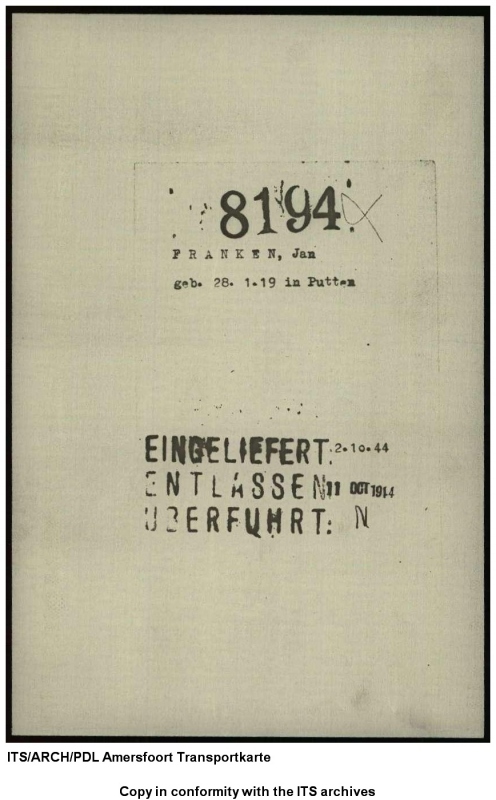 8194.
FRANKEN, Jan
geb. 28. 1.19 in Putten
EINGELIEFERT: 2.10.44
ENTLASSEN 11 OCT 1944
ÜBERFÜHRT: N
ITS/ARCH/PDL Amersfoort Transportkarte
Copy in conformity with the ITS archives